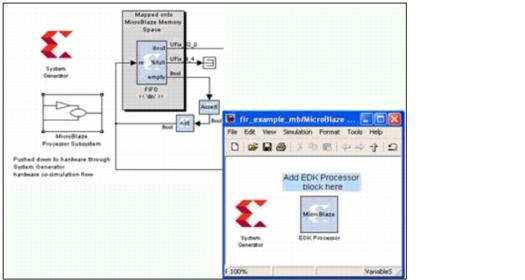 Mapped onto
MicroBlaze Memory
Space
dout
UFix_32_0
%full
UFix
empty
Bool
FIFO
<< 'din' >>
System
Generator
Assert
Bool
not
Bool
MicroBlaze
Processor Subsystem
Pushed down to hardware through
System Generator
hardware co-simulation flow
fir_example_mb/MicroBlaze ...
File Edit View Simulation Format Tools Help
Add EDK Processor
block here
MicroBlaze
System
Generator
EDK Processor
100%
VariableS